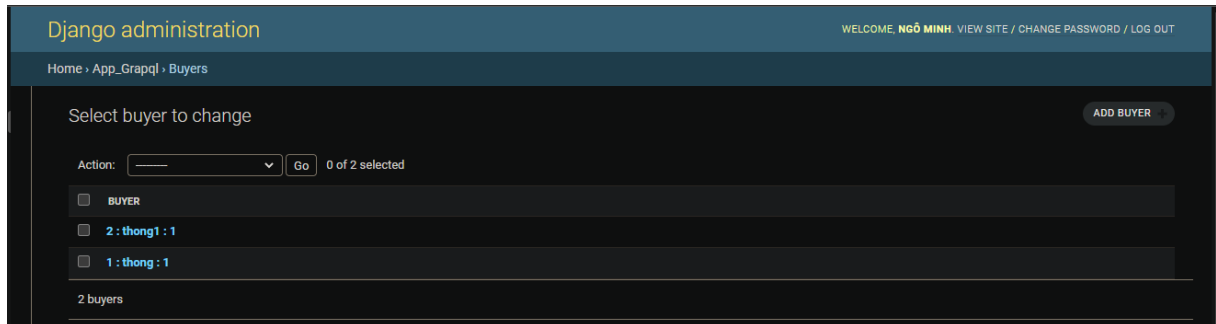 Django administration
WELCOME, NGÔ MINH. VIEW SITE / CHANGE PASSWORD / LOG OUT
Home › App_Grapql › Buyers
Select buyer to change
ADD BUYER +
Action: --------- Go 0 of 2 selected
BUYER
2 : thong1 : 1
1 : thong : 1
2 buyers